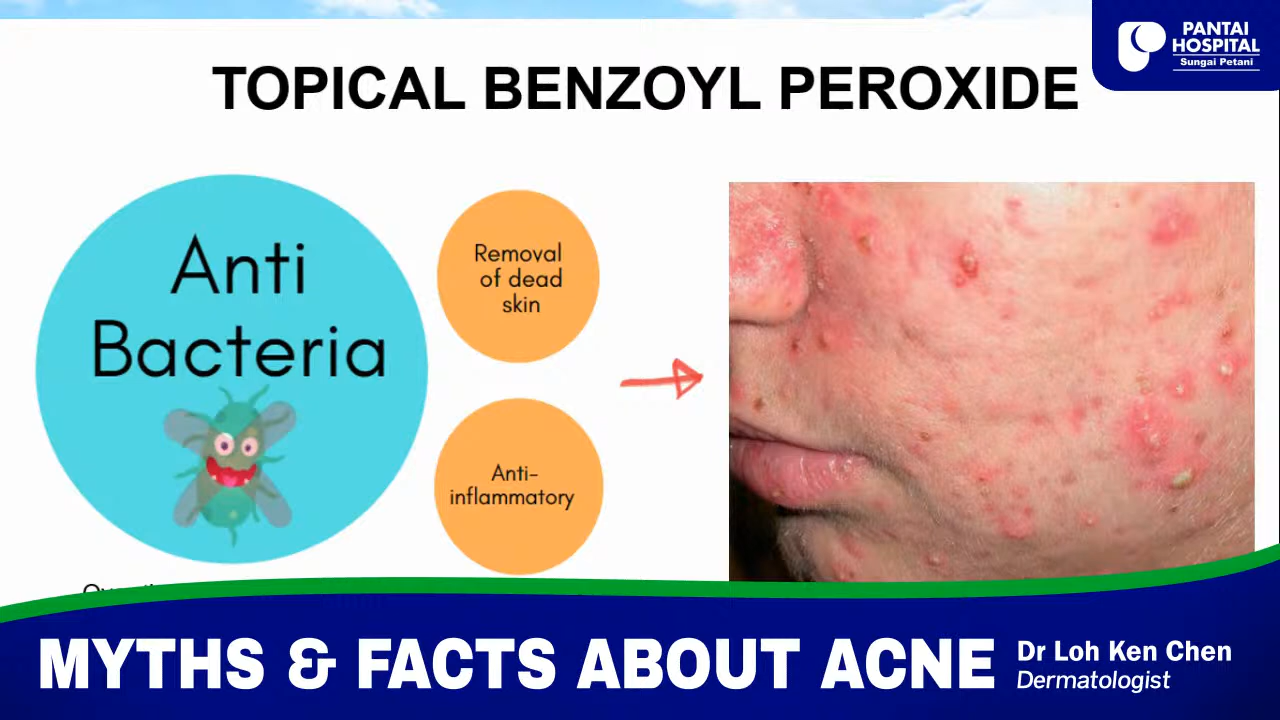 PANTAI
HOSPITAL
Sungai Petani
TOPICAL BENZOYL PEROXIDE
Anti
Bacteria
Removal
of dead
skin
Anti-
inflammatory
MYTHS & FACTS ABOUT ACNE
Dr Loh Ken Chen
Dermatologist